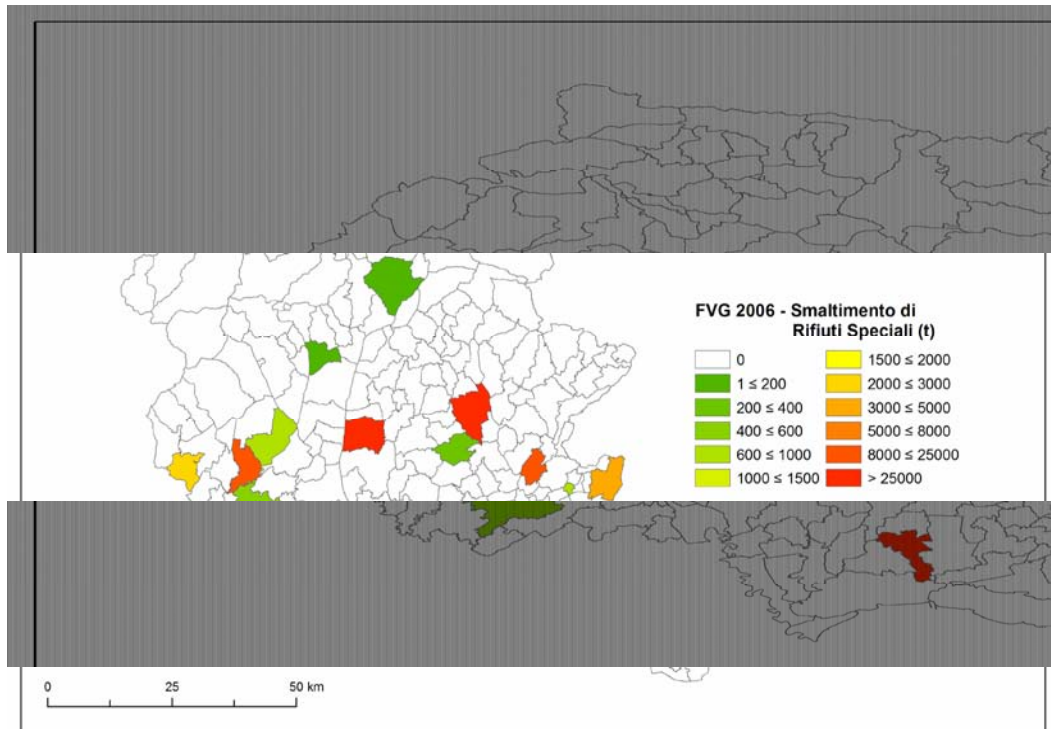 FVG 2006 - Smaltimento di
Rifiuti Speciali (t)
0
1 ≤ 200
200 ≤ 400
400 ≤ 600
600 ≤ 1000
1000 ≤ 1500
1500 ≤ 2000
2000 ≤ 3000
3000 ≤ 5000
5000 ≤ 8000
8000 ≤ 25000
> 25000
0 25 50 km